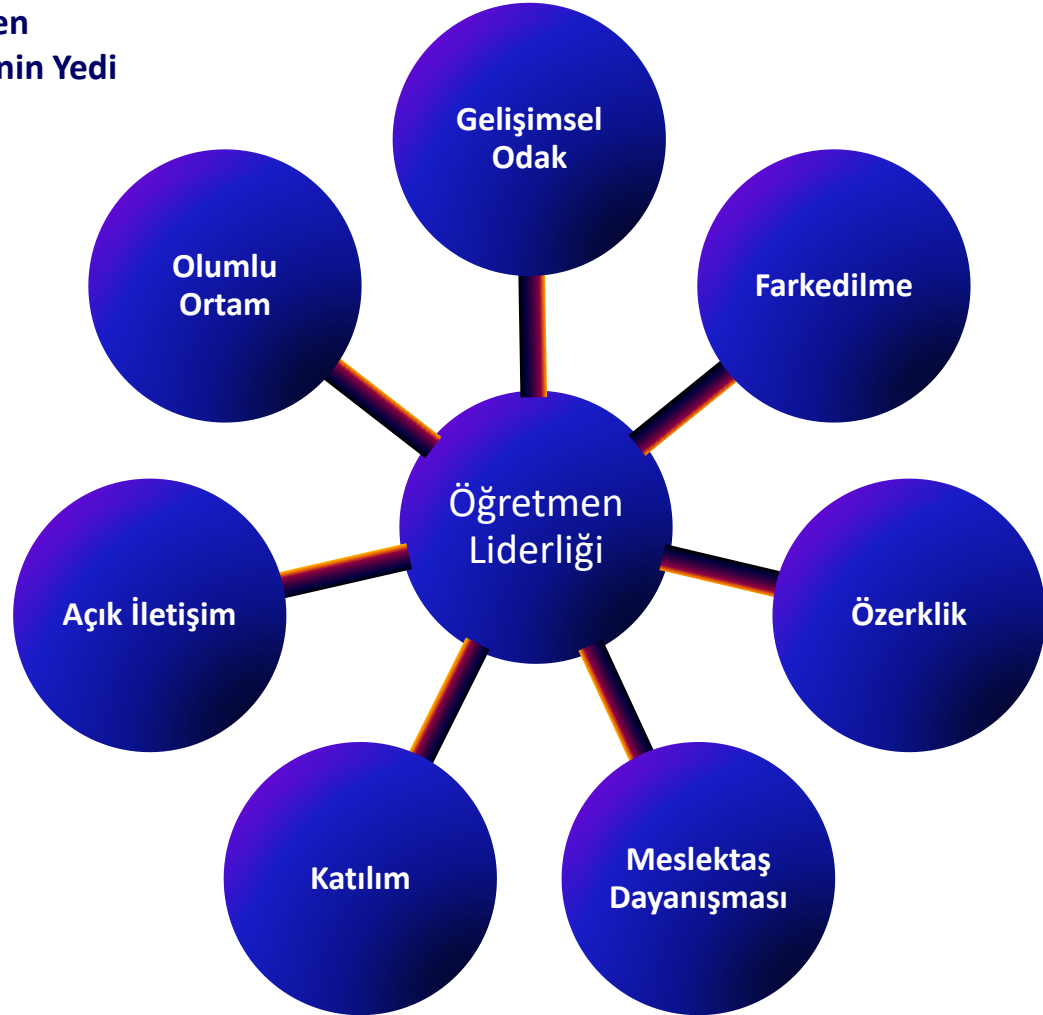 en
nin Yedi
Gelişimsel
Odak
Farkedilme
Özerklik
Meslektaş
Dayanışması
Katılım
Açık İletişim
Olumlu
Ortam
Öğretmen
Liderliği